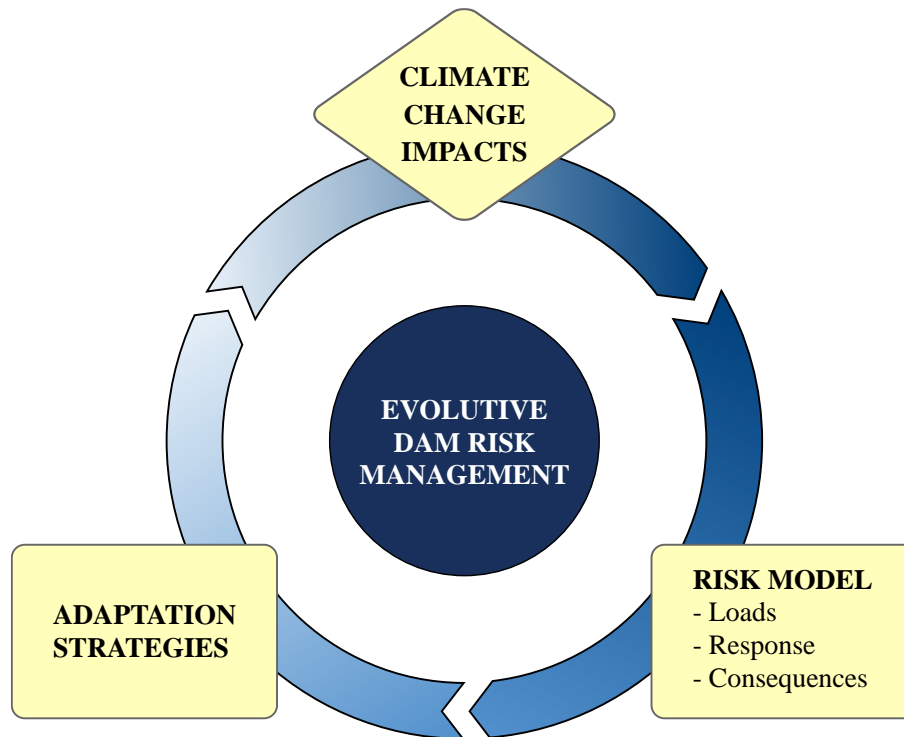 CLIMATE
CHANGE
IMPACTS
EVOLUTIVE
DAM RISK
MANAGEMENT
ADAPTATION
STRATEGIES
RISK MODEL
- Loads
- Response
- Consequences